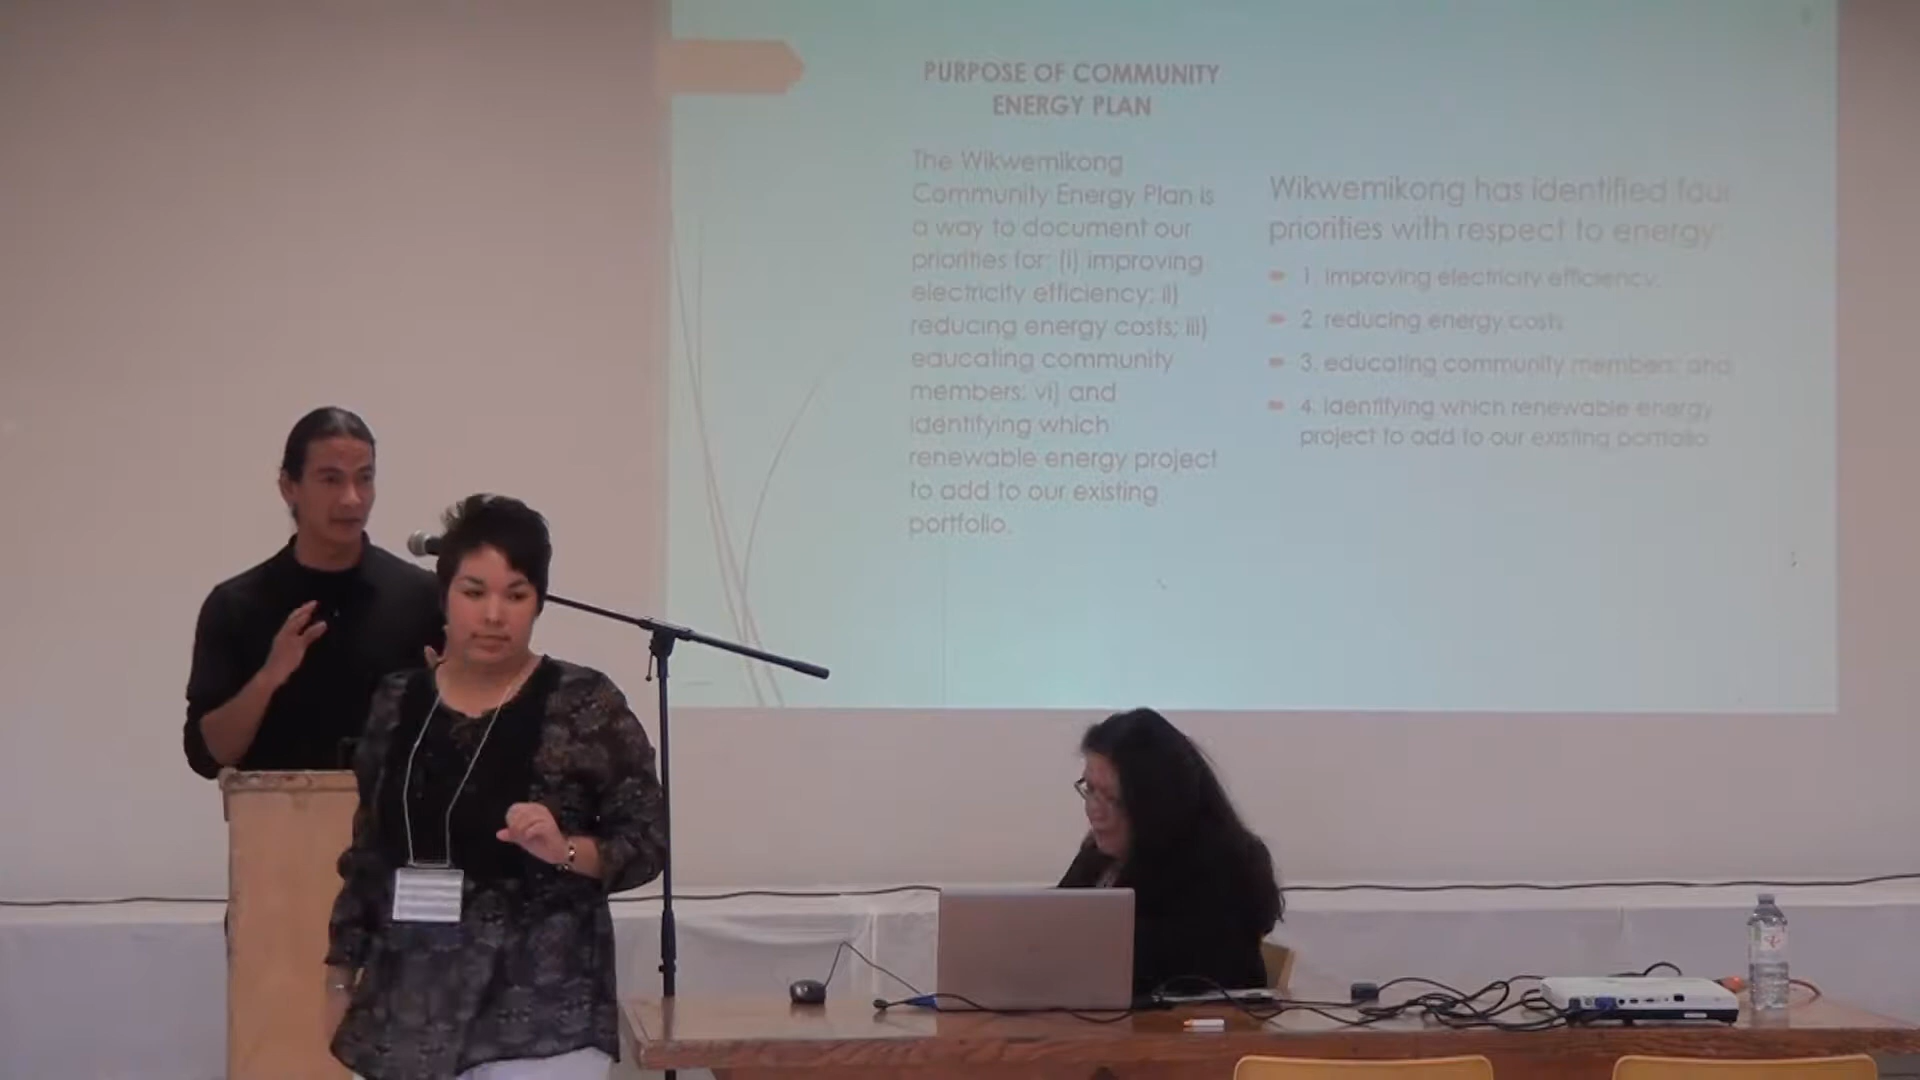 PURPOSE OF COMMUNITY
ENERGY PLAN
The Wikwemikong
Community Energy Plan is
a way to document our
priorities for: (i) improving
electricity efficiency; ii)
reducing energy costs; iii)
educating community
members; vi) and
identifying which
renewable energy project
to add to our existing
portfolio.
Wikwemikong has identified four
priorities with respect to energy
1. improving electricity efficiency;
2. reducing energy costs
3. educating community members; and
4. identifying which renewable energy
project to add to our existing portfolio